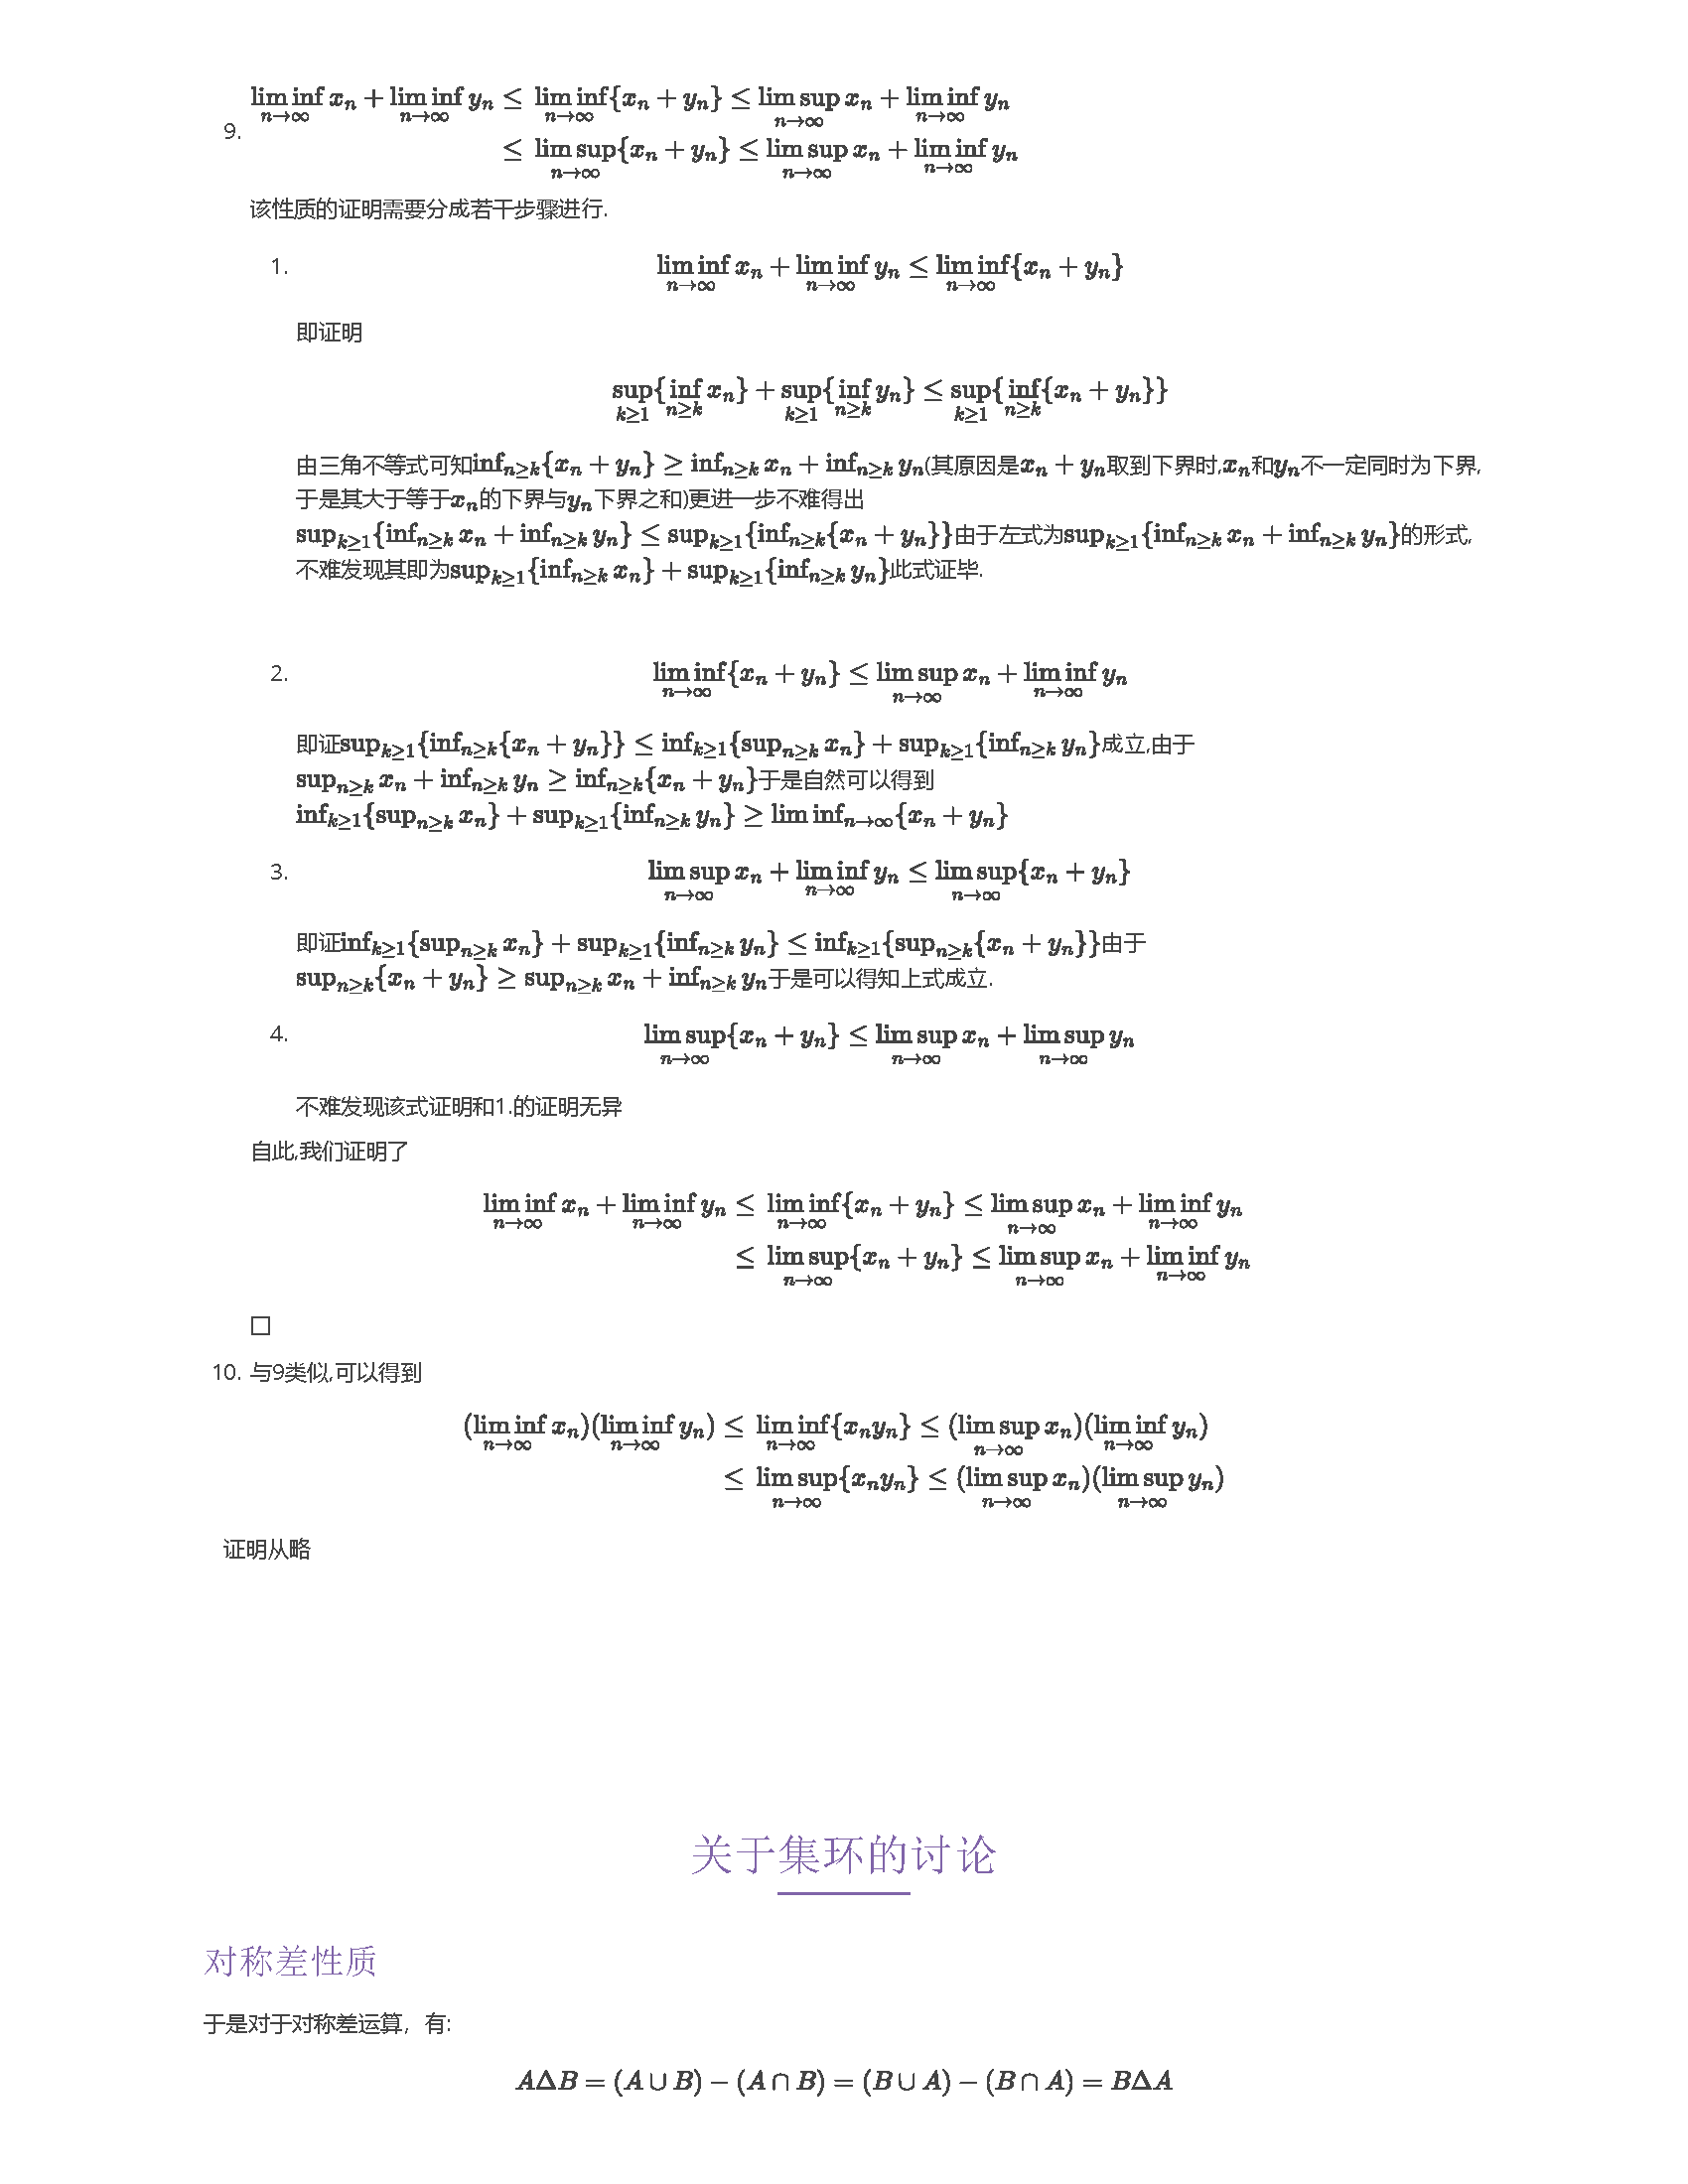 9. $\liminf_{n\to\infty} x_n + \liminf_{n\to\infty} y_n \le \liminf_{n\to\infty}\{x_n + y_n\} \le \limsup_{n\to\infty} x_n + \liminf_{n\to\infty} y_n$
$\le \limsup_{n\to\infty}\{x_n + y_n\} \le \limsup_{n\to\infty} x_n + \liminf_{n\to\infty} y_n$
该性质的证明需要分成若干步骤进行.
1. $\liminf_{n\to\infty} x_n + \liminf_{n\to\infty} y_n \le \liminf_{n\to\infty}\{x_n + y_n\}$
即证明
$\sup_{k\ge1}\{\inf_{n\ge k} x_n\} + \sup_{k\ge1}\{\inf_{n\ge k} y_n\} \le \sup_{k\ge1}\{\inf_{n\ge k}\{x_n + y_n\}\}$
由三角不等式可知$\inf_{n\ge k}\{x_n + y_n\} \ge \inf_{n\ge k} x_n + \inf_{n\ge k} y_n$(其原因是$x_n + y_n$取到下界时,$x_n$和$y_n$不一定同时为下界,
于是其大于等于$x_n$的下界与$y_n$下界之和)更进一步不难得出
$\sup_{k\ge1}\{\inf_{n\ge k} x_n + \inf_{n\ge k} y_n\} \le \sup_{k\ge1}\{\inf_{n\ge k}\{x_n + y_n\}\}$由于左式为$\sup_{k\ge1}\{\inf_{n\ge k} x_n + \inf_{n\ge k} y_n\}$的形式,
不难发现其即为$\sup_{k\ge1}\{\inf_{n\ge k} x_n\} + \sup_{k\ge1}\{\inf_{n\ge k} y_n\}$此式证毕.
2. $\liminf_{n\to\infty}\{x_n + y_n\} \le \limsup_{n\to\infty} x_n + \liminf_{n\to\infty} y_n$
即证$\sup_{k\ge1}\{\inf_{n\ge k}\{x_n + y_n\}\} \le \inf_{k\ge1}\{\sup_{n\ge k} x_n\} + \sup_{k\ge1}\{\inf_{n\ge k} y_n\}$成立,由于
$\sup_{n\ge k} x_n + \inf_{n\ge k} y_n \ge \inf_{n\ge k}\{x_n + y_n\}$于是自然可以得到
$\inf_{k\ge1}\{\sup_{n\ge k} x_n\} + \sup_{k\ge1}\{\inf_{n\ge k} y_n\} \ge \liminf_{n\to\infty}\{x_n + y_n\}$
3. $\limsup_{n\to\infty} x_n + \liminf_{n\to\infty} y_n \le \limsup_{n\to\infty}\{x_n + y_n\}$
即证$\inf_{k\ge1}\{\sup_{n\ge k} x_n\} + \sup_{k\ge1}\{\inf_{n\ge k} y_n\} \le \inf_{k\ge1}\{\sup_{n\ge k}\{x_n + y_n\}\}$由于
$\sup_{n\ge k}\{x_n + y_n\} \ge \sup_{n\ge k} x_n + \inf_{n\ge k} y_n$于是可以得知上式成立.
4. $\limsup_{n\to\infty}\{x_n + y_n\} \le \limsup_{n\to\infty} x_n + \limsup_{n\to\infty} y_n$
不难发现该式证明和1.的证明无异
自此,我们证明了
$\liminf_{n\to\infty} x_n + \liminf_{n\to\infty} y_n \le \liminf_{n\to\infty}\{x_n + y_n\} \le \limsup_{n\to\infty} x_n + \liminf_{n\to\infty} y_n$
$\le \limsup_{n\to\infty}\{x_n + y_n\} \le \limsup_{n\to\infty} x_n + \liminf_{n\to\infty} y_n$
□
10. 与9类似,可以得到
$(\liminf_{n\to\infty} x_n)(\liminf_{n\to\infty} y_n) \le \liminf_{n\to\infty}\{x_n y_n\} \le (\limsup_{n\to\infty} x_n)(\liminf_{n\to\infty} y_n)$
$\le \limsup_{n\to\infty}\{x_n y_n\} \le (\limsup_{n\to\infty} x_n)(\limsup_{n\to\infty} y_n)$
证明从略
关于集环的讨论
对称差性质
于是对于对称差运算，有:
$A\Delta B = (A \cup B) - (A \cap B) = (B \cup A) - (B \cap A) = B\Delta A$